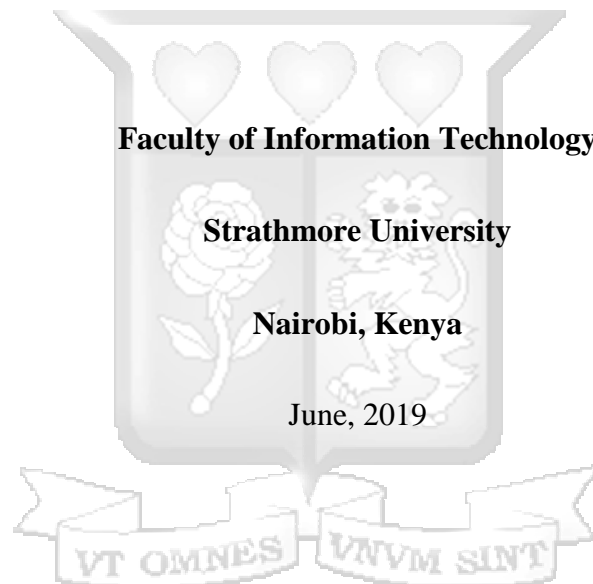 Faculty of Information Technology
Strathmore University
Nairobi, Kenya
June, 2019
VT OMNES VNVM SINT